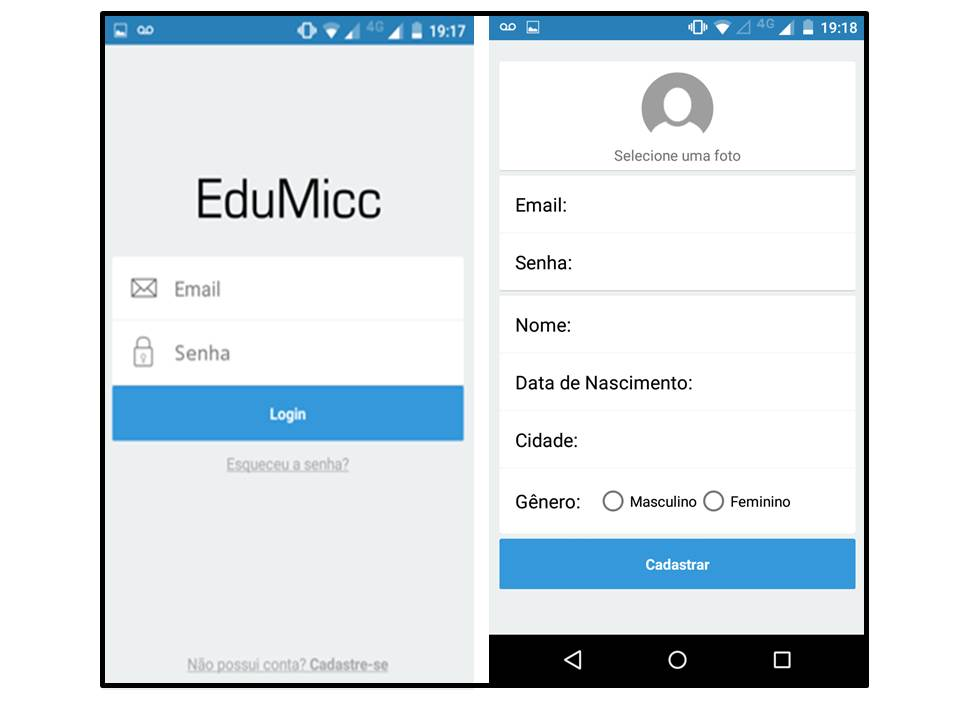 4G 19:17
EduMicc
Email
Senha
Login
Esqueceu a senha?
Não possui conta? Cadastre-se
4G 19:18
Selecione uma foto
Email:
Senha:
Nome:
Data de Nascimento:
Cidade:
Gênero: Masculino Feminino
Cadastrar